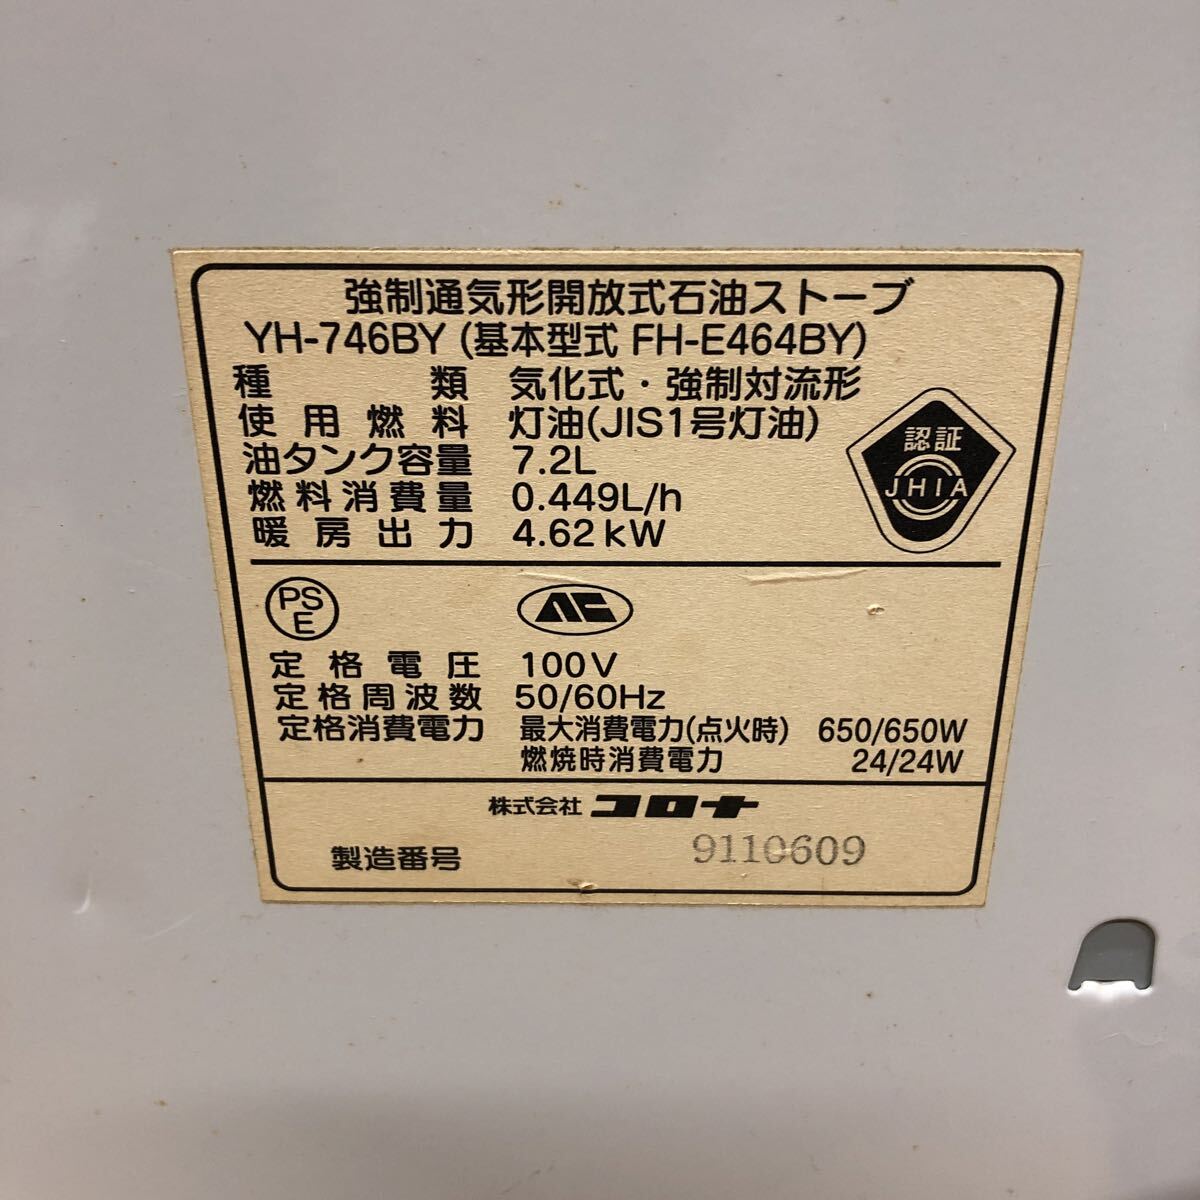 強制通気形開放式石油ストーブ
YH-746BY (基本型式 FH-E464BY)
種類 気化式・強制対流形
使用燃料 灯油(JIS1号灯油)
油タンク容量 7.2L
燃料消費量 0.449L/h
暖房出力 4.62kW
認証
JHIA
PS
E
定格電圧 100V
定格周波数 50/60Hz
定格消費電力 最大消費電力(点火時) 650/650W
燃焼時消費電力 24/24W
株式会社 コロナ
製造番号 9110609